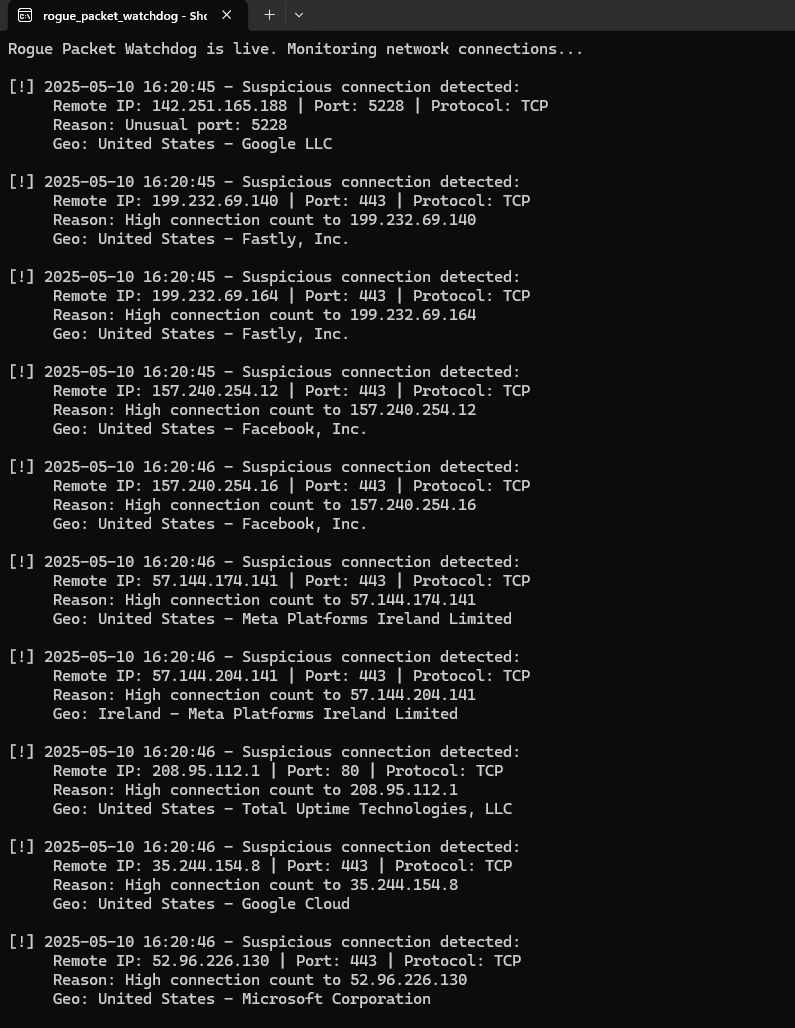 rogue_packet_watchdog - Sho
Rogue Packet Watchdog is live. Monitoring network connections...
[!] 2025-05-10 16:20:45 - Suspicious connection detected:
Remote IP: 142.251.165.188 | Port: 5228 | Protocol: TCP
Reason: Unusual port: 5228
Geo: United States - Google LLC
[!] 2025-05-10 16:20:45 - Suspicious connection detected:
Remote IP: 199.232.69.140 | Port: 443 | Protocol: TCP
Reason: High connection count to 199.232.69.140
Geo: United States - Fastly, Inc.
[!] 2025-05-10 16:20:45 - Suspicious connection detected:
Remote IP: 199.232.69.164 | Port: 443 | Protocol: TCP
Reason: High connection count to 199.232.69.164
Geo: United States - Fastly, Inc.
[!] 2025-05-10 16:20:45 - Suspicious connection detected:
Remote IP: 157.240.254.12 | Port: 443 | Protocol: TCP
Reason: High connection count to 157.240.254.12
Geo: United States - Facebook, Inc.
[!] 2025-05-10 16:20:46 - Suspicious connection detected:
Remote IP: 157.240.254.16 | Port: 443 | Protocol: TCP
Reason: High connection count to 157.240.254.16
Geo: United States - Facebook, Inc.
[!] 2025-05-10 16:20:46 - Suspicious connection detected:
Remote IP: 57.144.174.141 | Port: 443 | Protocol: TCP
Reason: High connection count to 57.144.174.141
Geo: United States - Meta Platforms Ireland Limited
[!] 2025-05-10 16:20:46 - Suspicious connection detected:
Remote IP: 57.144.204.141 | Port: 443 | Protocol: TCP
Reason: High connection count to 57.144.204.141
Geo: Ireland - Meta Platforms Ireland Limited
[!] 2025-05-10 16:20:46 - Suspicious connection detected:
Remote IP: 208.95.112.1 | Port: 80 | Protocol: TCP
Reason: High connection count to 208.95.112.1
Geo: United States - Total Uptime Technologies, LLC
[!] 2025-05-10 16:20:46 - Suspicious connection detected:
Remote IP: 35.244.154.8 | Port: 443 | Protocol: TCP
Reason: High connection count to 35.244.154.8
Geo: United States - Google Cloud
[!] 2025-05-10 16:20:46 - Suspicious connection detected:
Remote IP: 52.96.226.130 | Port: 443 | Protocol: TCP
Reason: High connection count to 52.96.226.130
Geo: United States - Microsoft Corporation